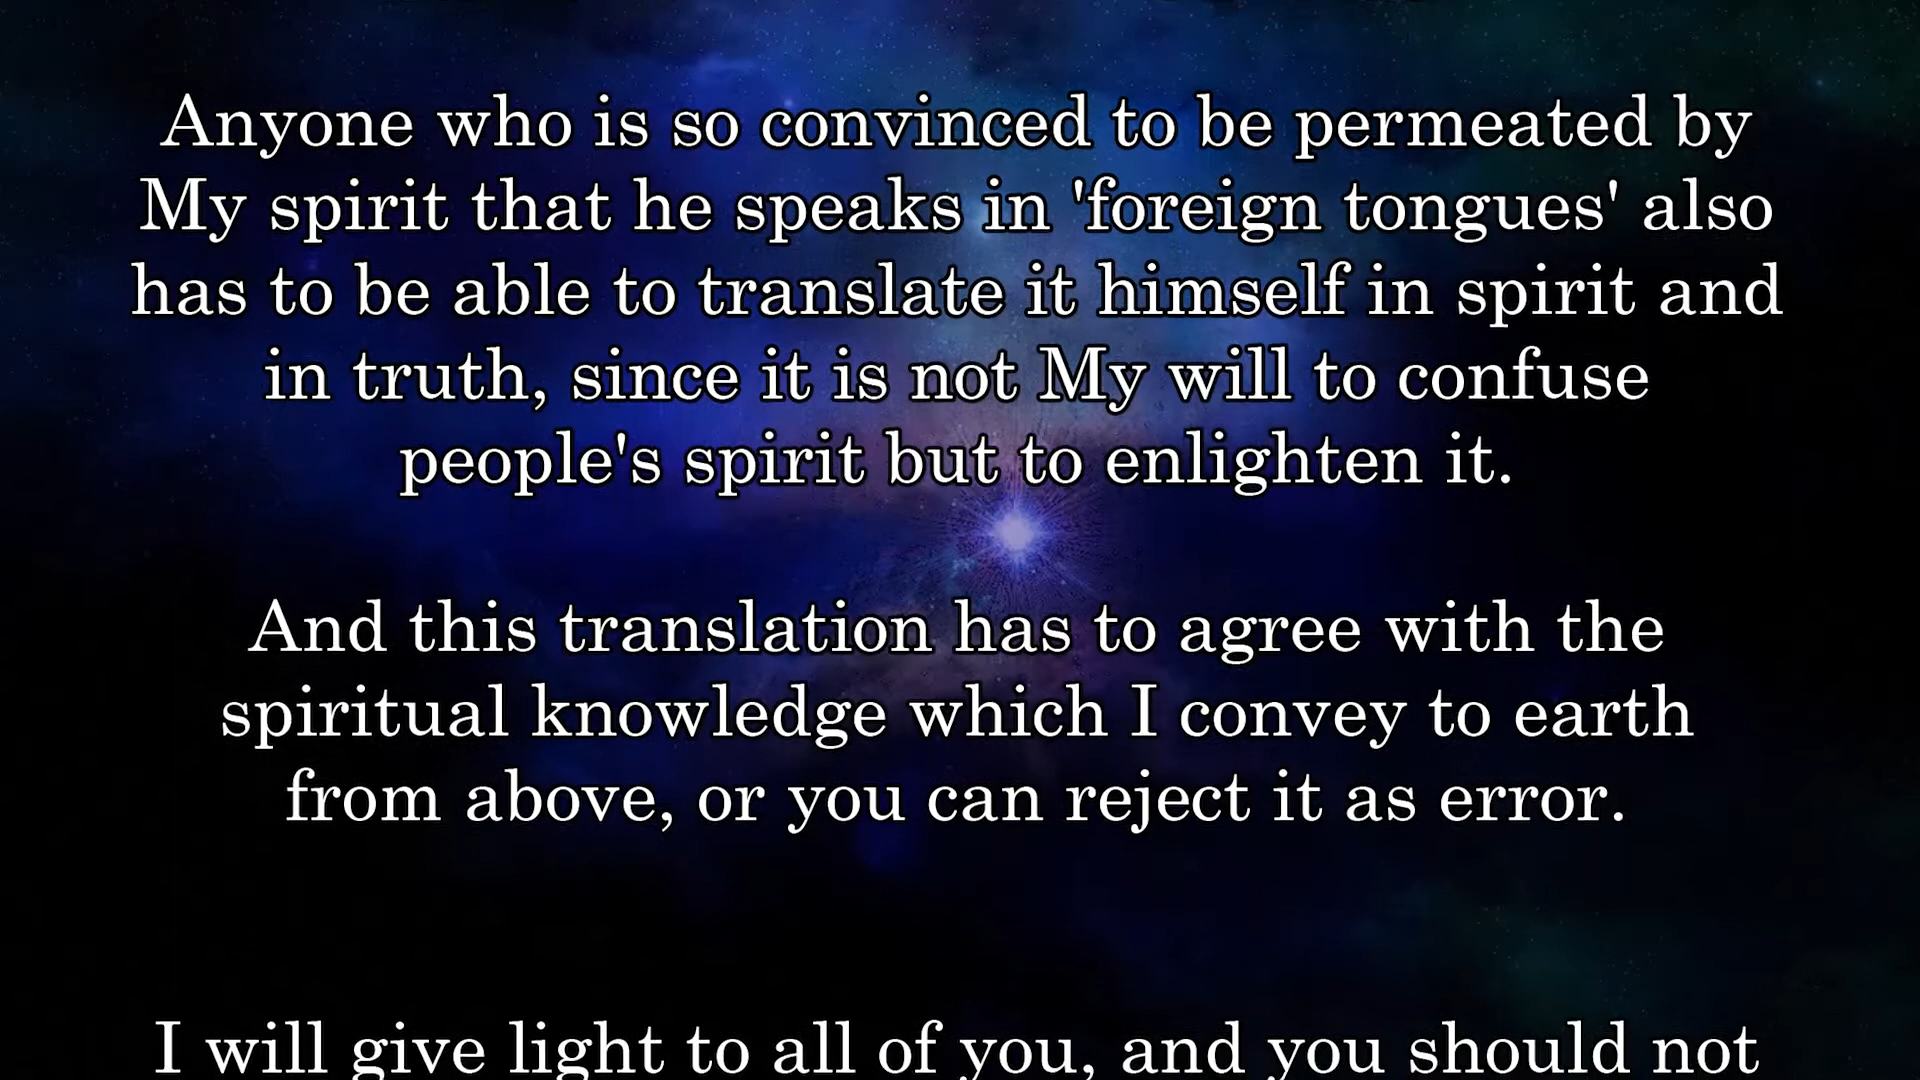 Anyone who is so convinced to be permeated by
My spirit that he speaks in 'foreign tongues' also
has to be able to translate it himself in spirit and
in truth, since it is not My will to confuse
people's spirit but to enlighten it.
And this translation has to agree with the
spiritual knowledge which I convey to earth
from above, or you can reject it as error.
I will give light to all of you, and you should not